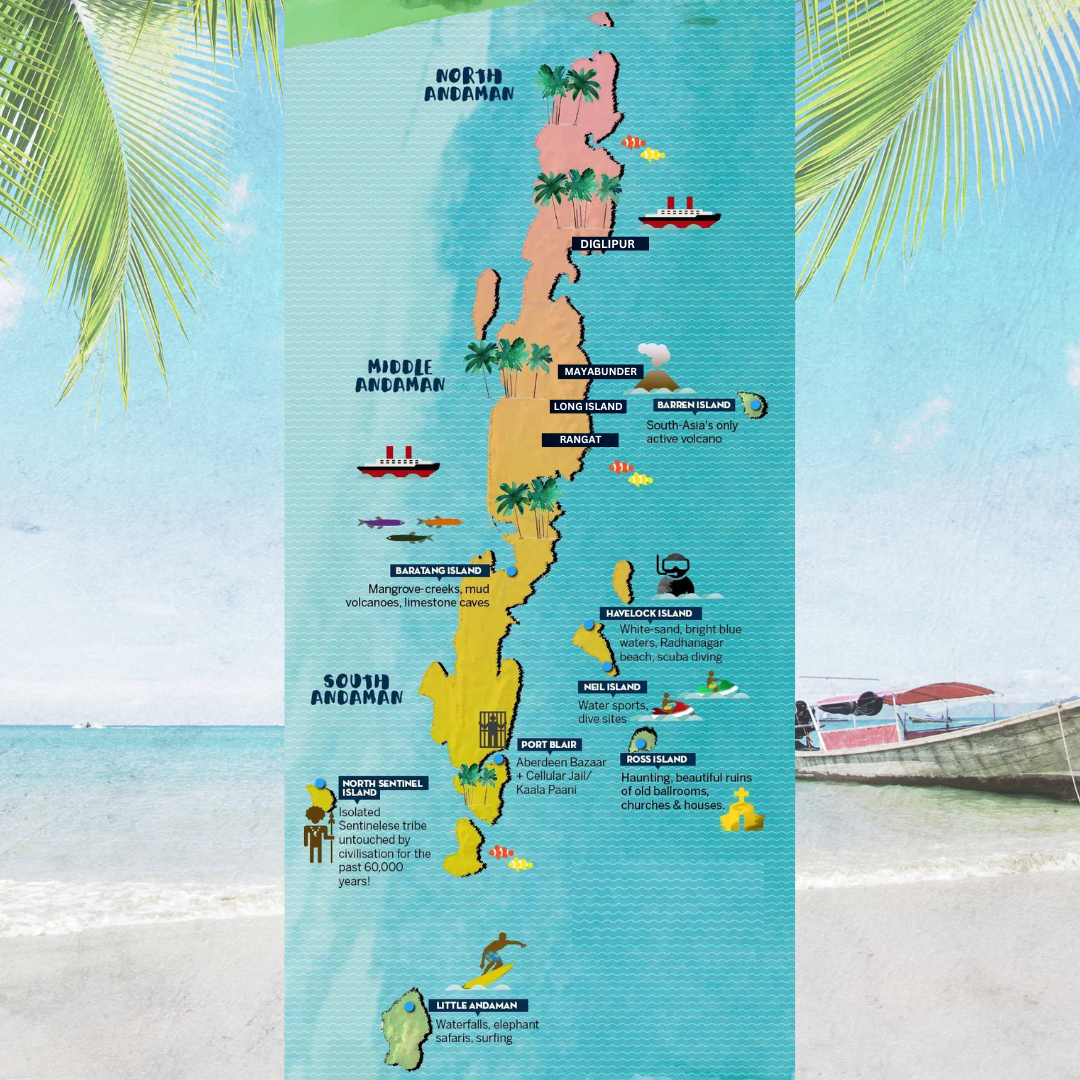 NORTH
ANDAMAN
DIGLIPUR
MIDDLE
ANDAMAN
MAYABUNDER
LONG ISLAND
BARREN ISLAND
South-Asia's only
active volcano
RANGAT
BARATANG ISLAND
Mangrove-creeks, mud
volcanoes, limestone caves
HAVELOCK ISLAND
White-sand, bright blue
waters, Radhanagar
beach, scuba diving
SOUTH
ANDAMAN
NEIL ISLAND
Water sports,
dive sites
PORT BLAIR
Aberdeen Bazaar
+ Cellular Jail/
Kaala Paani
ROSS ISLAND
Haunting, beautiful ruins
of old ballrooms,
churches & houses.
NORTH SENTINEL
ISLAND
Isolated
Sentinelese tribe
untouched by
civilisation for the
past 60,000
years!
LITTLE ANDAMAN
Waterfalls, elephant
safaris, surfing